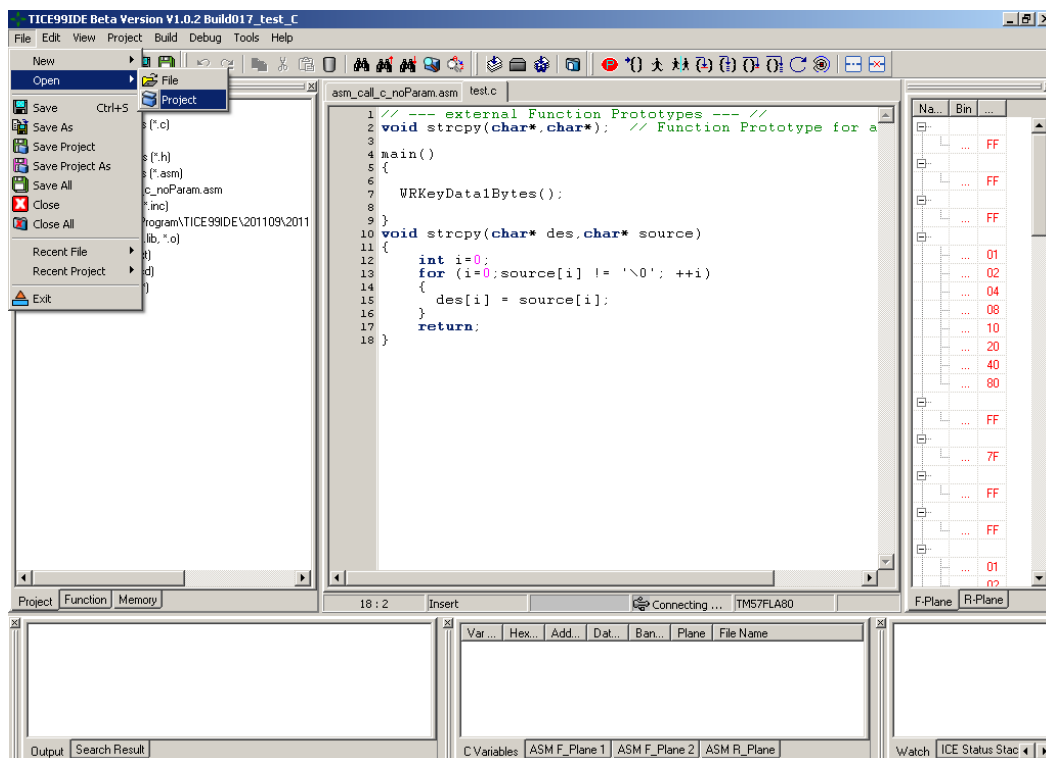 TICE99IDE Beta Version V1.0.2 Build017_test_C
File Edit View Project Build Debug Tools Help
New
Open
File
Project
Save Ctrl+S
Save As
Save Project
Save Project As
Save All
Close
Close All
Recent File
Recent Project
Exit
s (*.c)
s (*.h)
s (*.asm)
_c_noParam.asm
*.inc)
Program\TICE99IDE\201109\2011
.lib, *.o)
Project Function Memory
asm_call_c_noParam.asm test.c
1 // --- external Function Prototypes --- //
2 void strcpy(char*,char*); // Function Prototype for a
3
4 main()
5 {
6
7 WRKeyData1Bytes();
8
9 }
10 void strcpy(char* des,char* source)
11 {
12 int i=0;
13 for (i=0;source[i] != '\0'; ++i)
14 {
15 des[i] = source[i];
16 }
17 return;
18 }
18 : 2 Insert Connecting ... TM57FLA80
Na... Bin ...
... FF
... FF
... FF
... 01
... 02
... 04
... 08
... 10
... 20
... 40
... 80
... FF
... 7F
... FF
... FF
... 01
02
F-Plane R-Plane
Output Search Result
Var ... Hex... Add... Dat... Ban... Plane File Name
C Variables ASM F_Plane 1 ASM F_Plane 2 ASM R_Plane
Watch ICE Status Stac